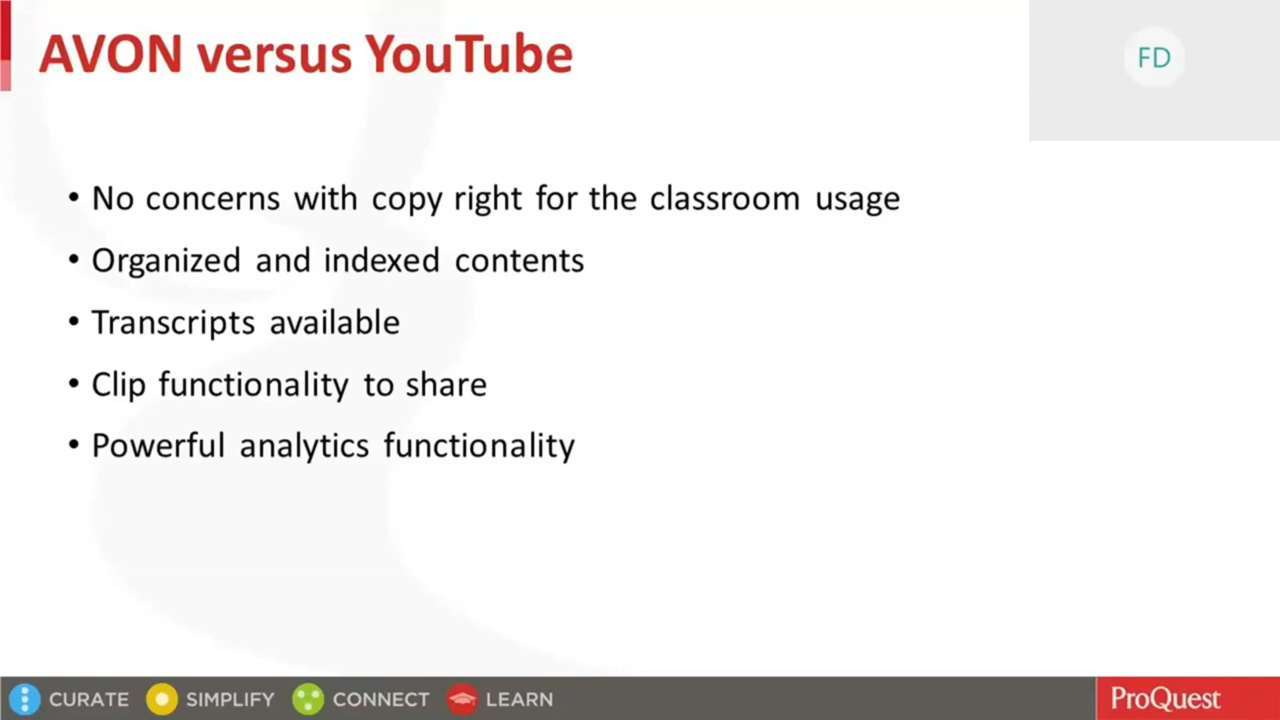 AVON versus YouTube
FD
• No concerns with copy right for the classroom usage
• Organized and indexed contents
• Transcripts available
• Clip functionality to share
• Powerful analytics functionality
CURATE SIMPLIFY CONNECT LEARN ProQuest